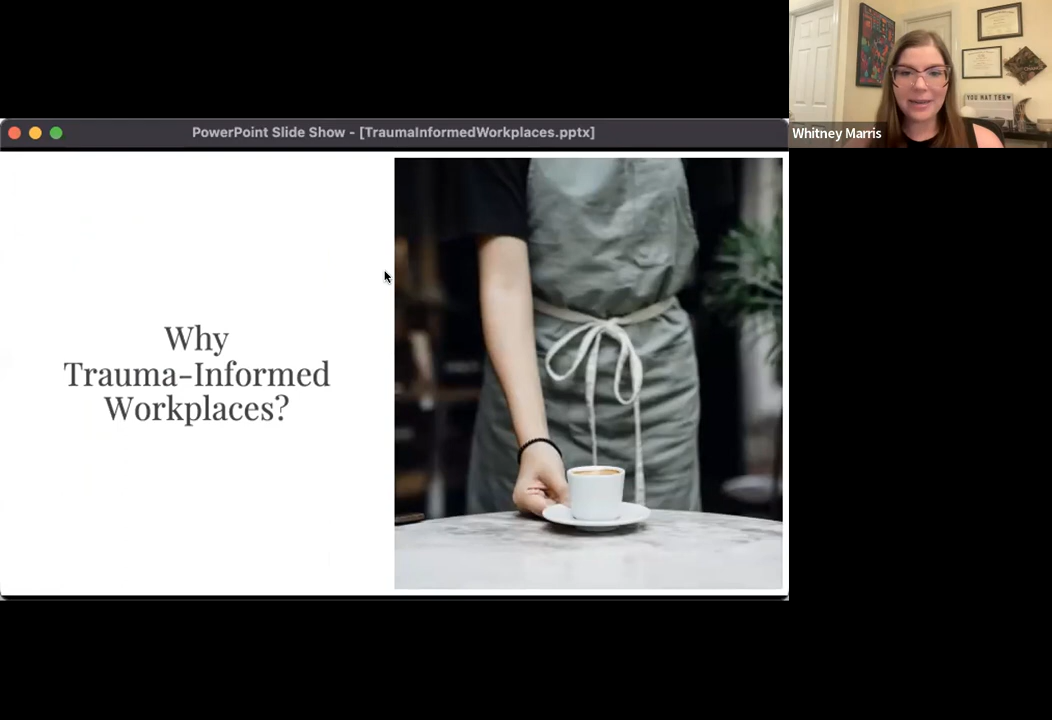 PowerPoint Slide Show - [TraumaInformedWorkplaces.pptx]
Whitney Marris
Why
Trauma-Informed
Workplaces?